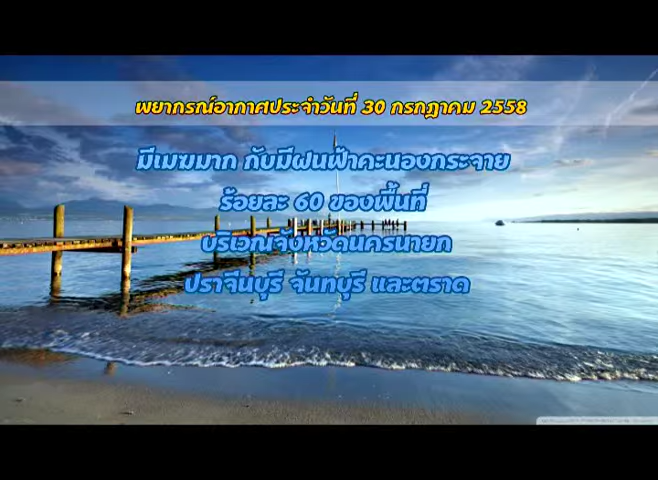 พยากรณ์อากาศประจำวันที่ 30 กรกฎาคม 2558
มีเมฆมาก กับมีฝนฟ้าคะนองกระจาย
ร้อยละ 60 ของพื้นที่
บริเวณจังหวัดนครนายก
ปราจีนบุรี จันทบุรี และตราด